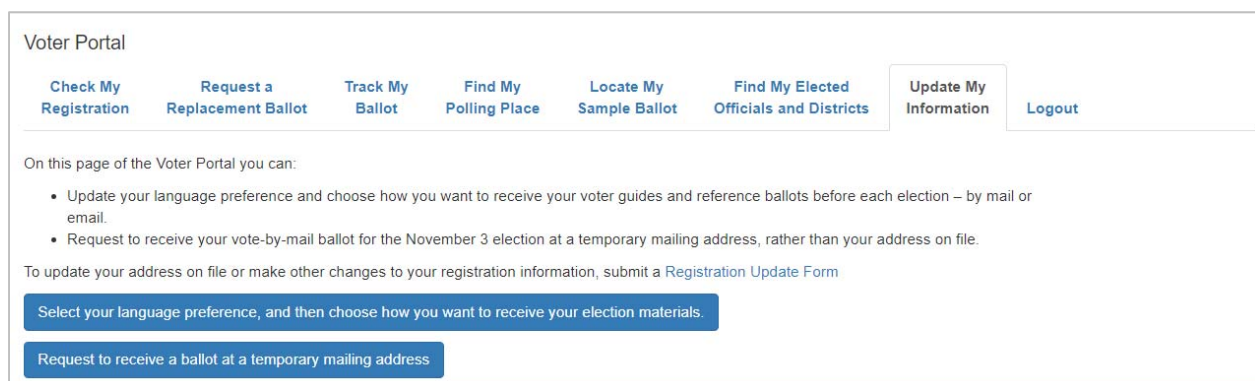 Voter Portal
Check My Registration
Request a Replacement Ballot
Track My Ballot
Find My Polling Place
Locate My Sample Ballot
Find My Elected Officials and Districts
Update My Information
Logout
On this page of the Voter Portal you can:
• Update your language preference and choose how you want to receive your voter guides and reference ballots before each election – by mail or
email.
• Request to receive your vote-by-mail ballot for the November 3 election at a temporary mailing address, rather than your address on file.
To update your address on file or make other changes to your registration information, submit a Registration Update Form
Select your language preference, and then choose how you want to receive your election materials.
Request to receive a ballot at a temporary mailing address